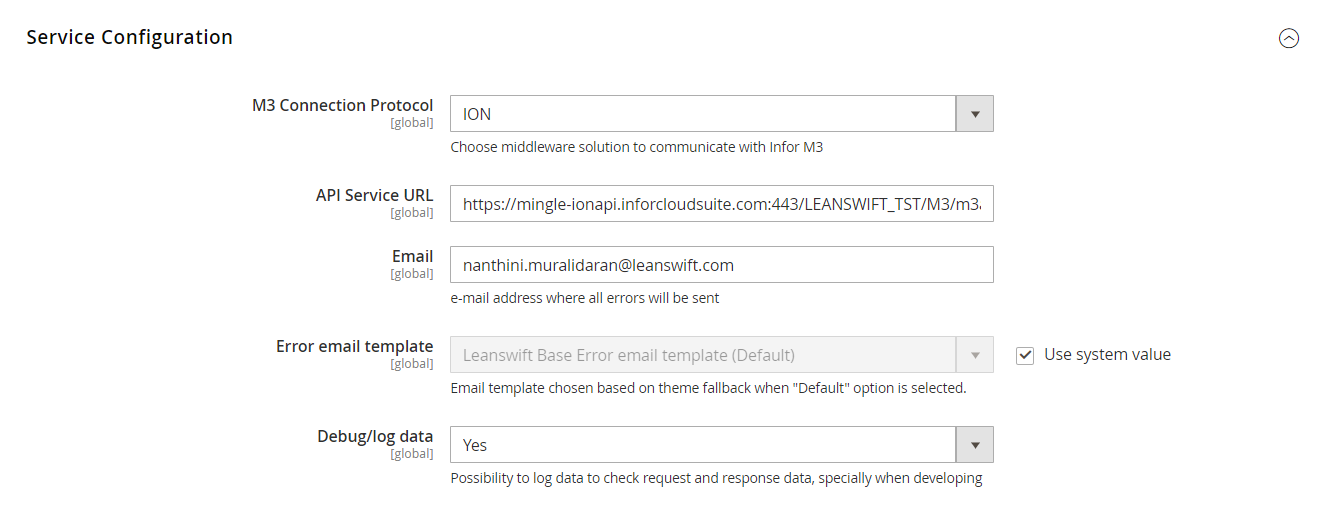 Service Configuration
M3 Connection Protocol
[global]
ION
Choose middleware solution to communicate with Infor M3
API Service URL
[global]
https://mingle-ionapi.inforcloudsuite.com:443/LEANSWIFT_TST/M3/m3
Email
[global]
nanthini.muralidaran@leanswift.com
e-mail address where all errors will be sent
Error email template
[global]
Leanswift Base Error email template (Default)
Use system value
Email template chosen based on theme fallback when "Default" option is selected.
Debug/log data
[global]
Yes
Possibility to log data to check request and response data, specially when developing